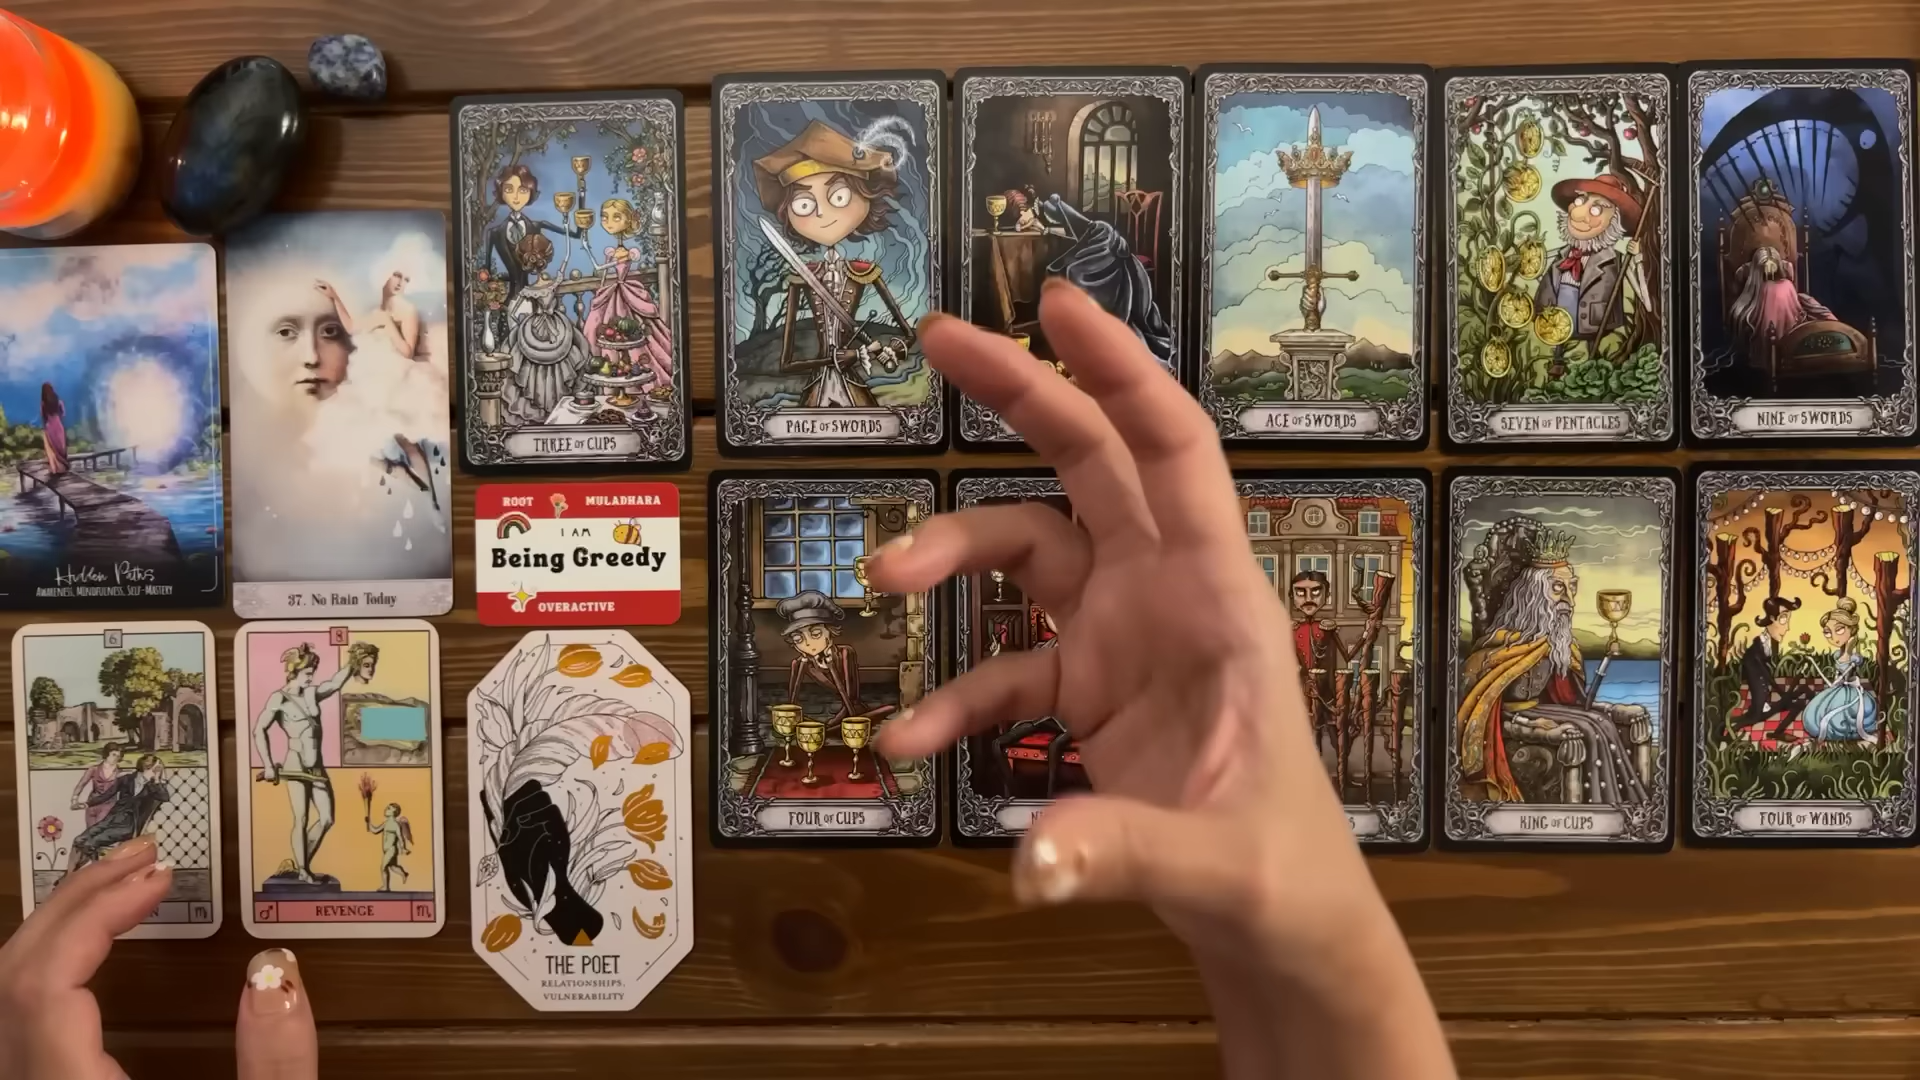 THREE OF CUPS
PAGE OF SWORDS
ACE OF SWORDS
SEVEN OF PENTACLES
NINE OF SWORDS
Hidden Paths
AWARENESS, MINDFULNESS, SELF-MASTERY
37. No Rain Today
ROOT MULADHARA
I AM
Being Greedy
OVERACTIVE
6
8
REVENGE
THE POET
RELATIONSHIPS,
VULNERABILITY
FOUR OF CUPS
KING OF CUPS
FOUR OF WANDS